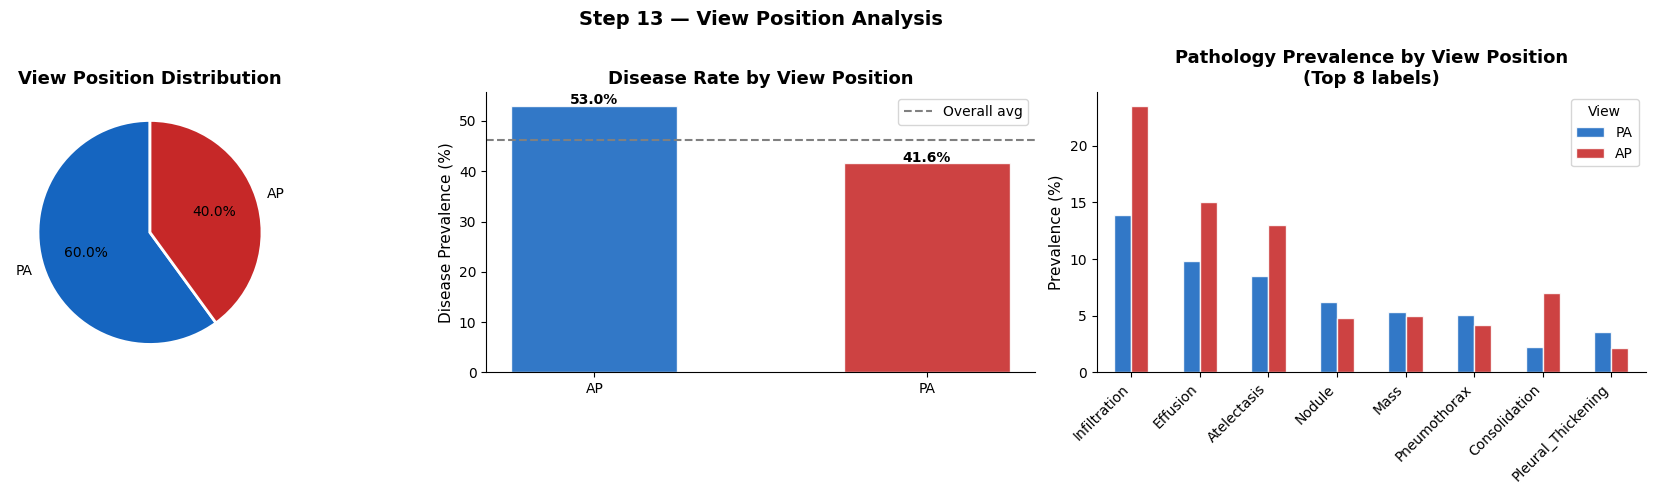 Step 13 — View Position Analysis
View Position Distribution
AP
40.0%
60.0%
PA
Disease Rate by View Position
Disease Prevalence (%)
50
40
30
20
10
0
53.0%
41.6%
Overall avg
AP
PA
Pathology Prevalence by View Position
(Top 8 labels)
Prevalence (%)
20
15
10
5
0
View
PA
AP
Infiltration
Effusion
Atelectasis
Nodule
Mass
Pneumothorax
Consolidation
Pleural_Thickening